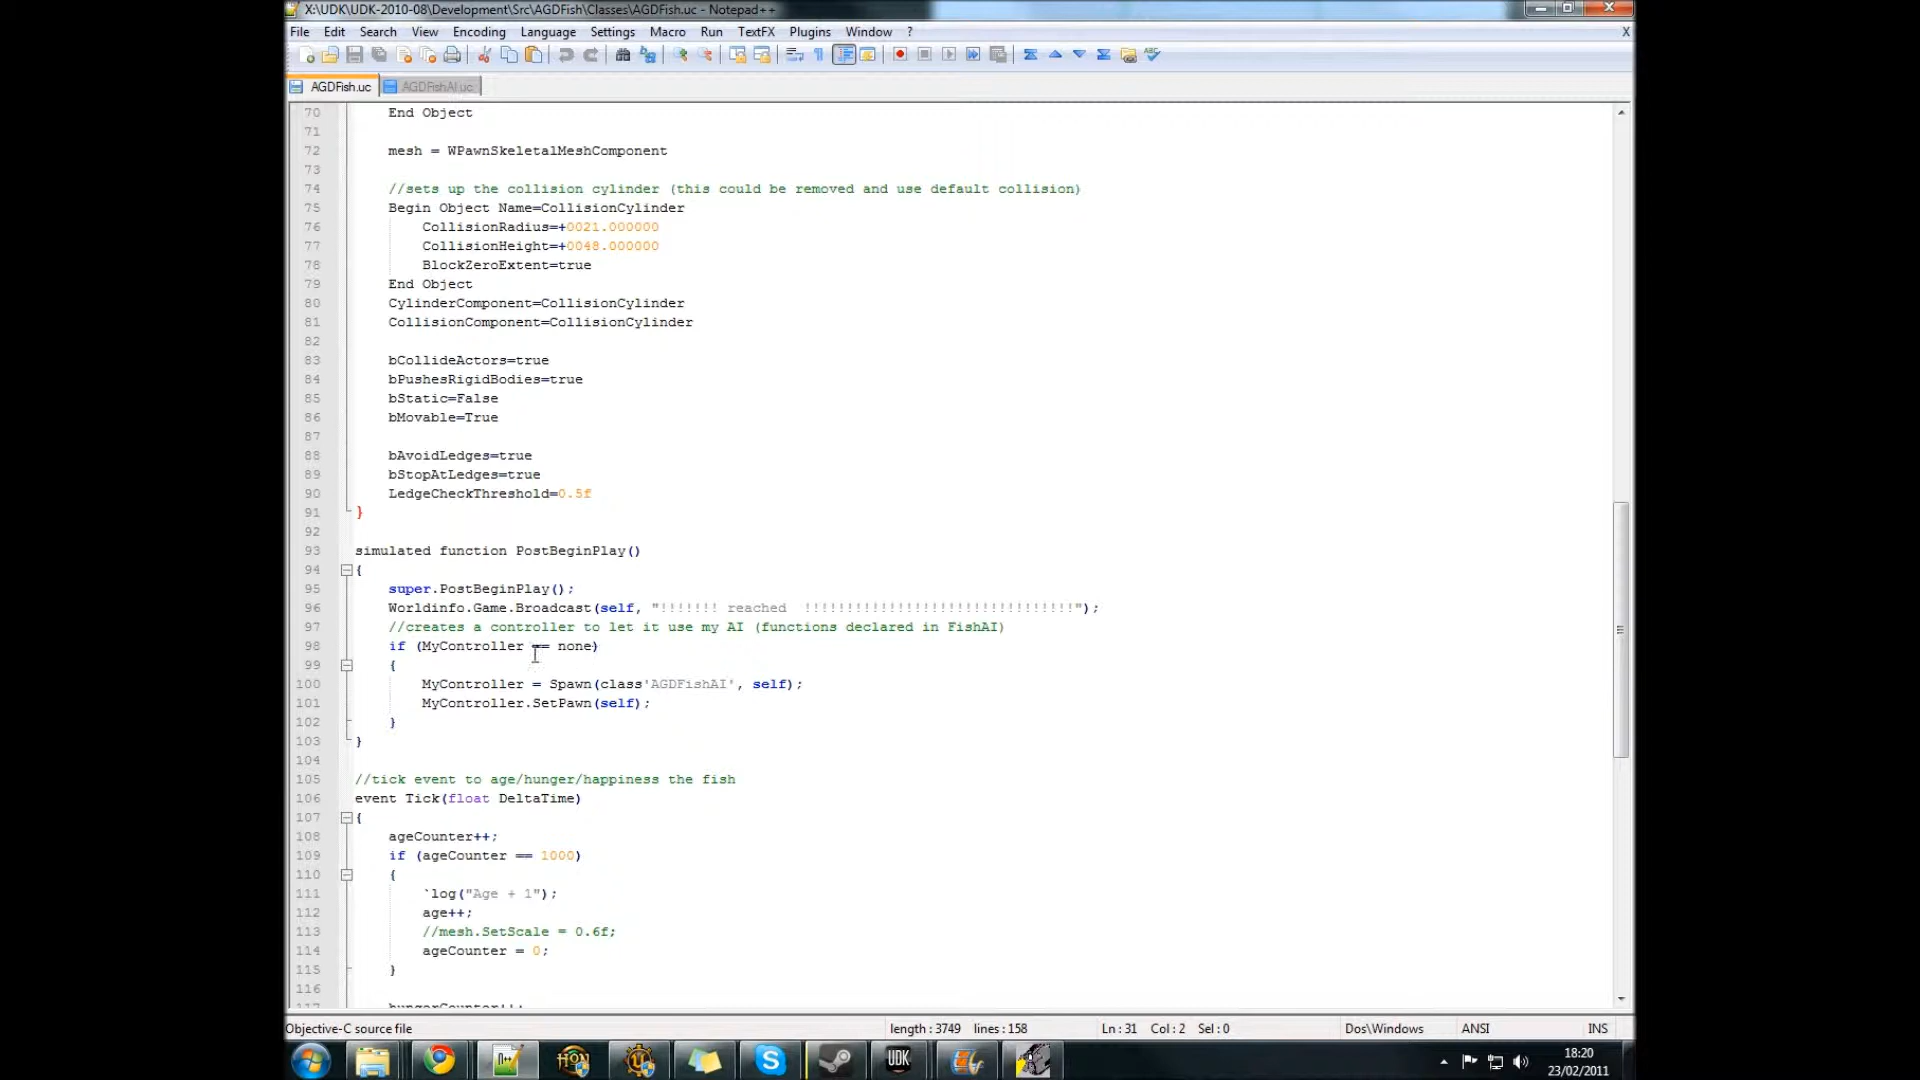 X:\UDK\UDK-2010-08\Development\Src\AGDFish\Classes\AGDFish.uc - Notepad++
File Edit Search View Encoding Language Settings Macro Run TextFX Plugins Window ? X
AGDFish.uc AGDFishAI.uc
70 End Object
71
72 mesh = WPawnSkeletalMeshComponent
73
74 //sets up the collision cylinder (this could be removed and use default collision)
75 Begin Object Name=CollisionCylinder
76 CollisionRadius=+0021.000000
77 CollisionHeight=+0048.000000
78 BlockZeroExtent=true
79 End Object
80 CylinderComponent=CollisionCylinder
81 CollisionComponent=CollisionCylinder
82
83 bCollideActors=true
84 bPushesRigidBodies=true
85 bStatic=False
86 bMovable=True
87
88 bAvoidLedges=true
89 bStopAtLedges=true
90 LedgeCheckThreshold=0.5f
91 }
92
93 simulated function PostBeginPlay()
94 {
95 super.PostBeginPlay();
96 Worldinfo.Game.Broadcast(self, "!!!!!!! reached !!!!!!!!!!!!!!!!!!!!!!!!!!!!!!!!");
97 //creates a controller to let it use my AI (functions declared in FishAI)
98 if (MyController == none)
99 {
100 MyController = Spawn(class'AGDFishAI', self);
101 MyController.SetPawn(self);
102 }
103 }
104
105 //tick event to age/hunger/happiness the fish
106 event Tick(float DeltaTime)
107 {
108 ageCounter++;
109 if (ageCounter == 1000)
110 {
111 `log("Age + 1");
112 age++;
113 //mesh.SetScale = 0.6f;
114 ageCounter = 0;
115 }
116
117 hungerCounter++;
Objective-C source file length : 3749 lines : 158 Ln : 31 Col : 2 Sel : 0 Dos\Windows ANSI INS
HON UDK
18:20
23/02/2011